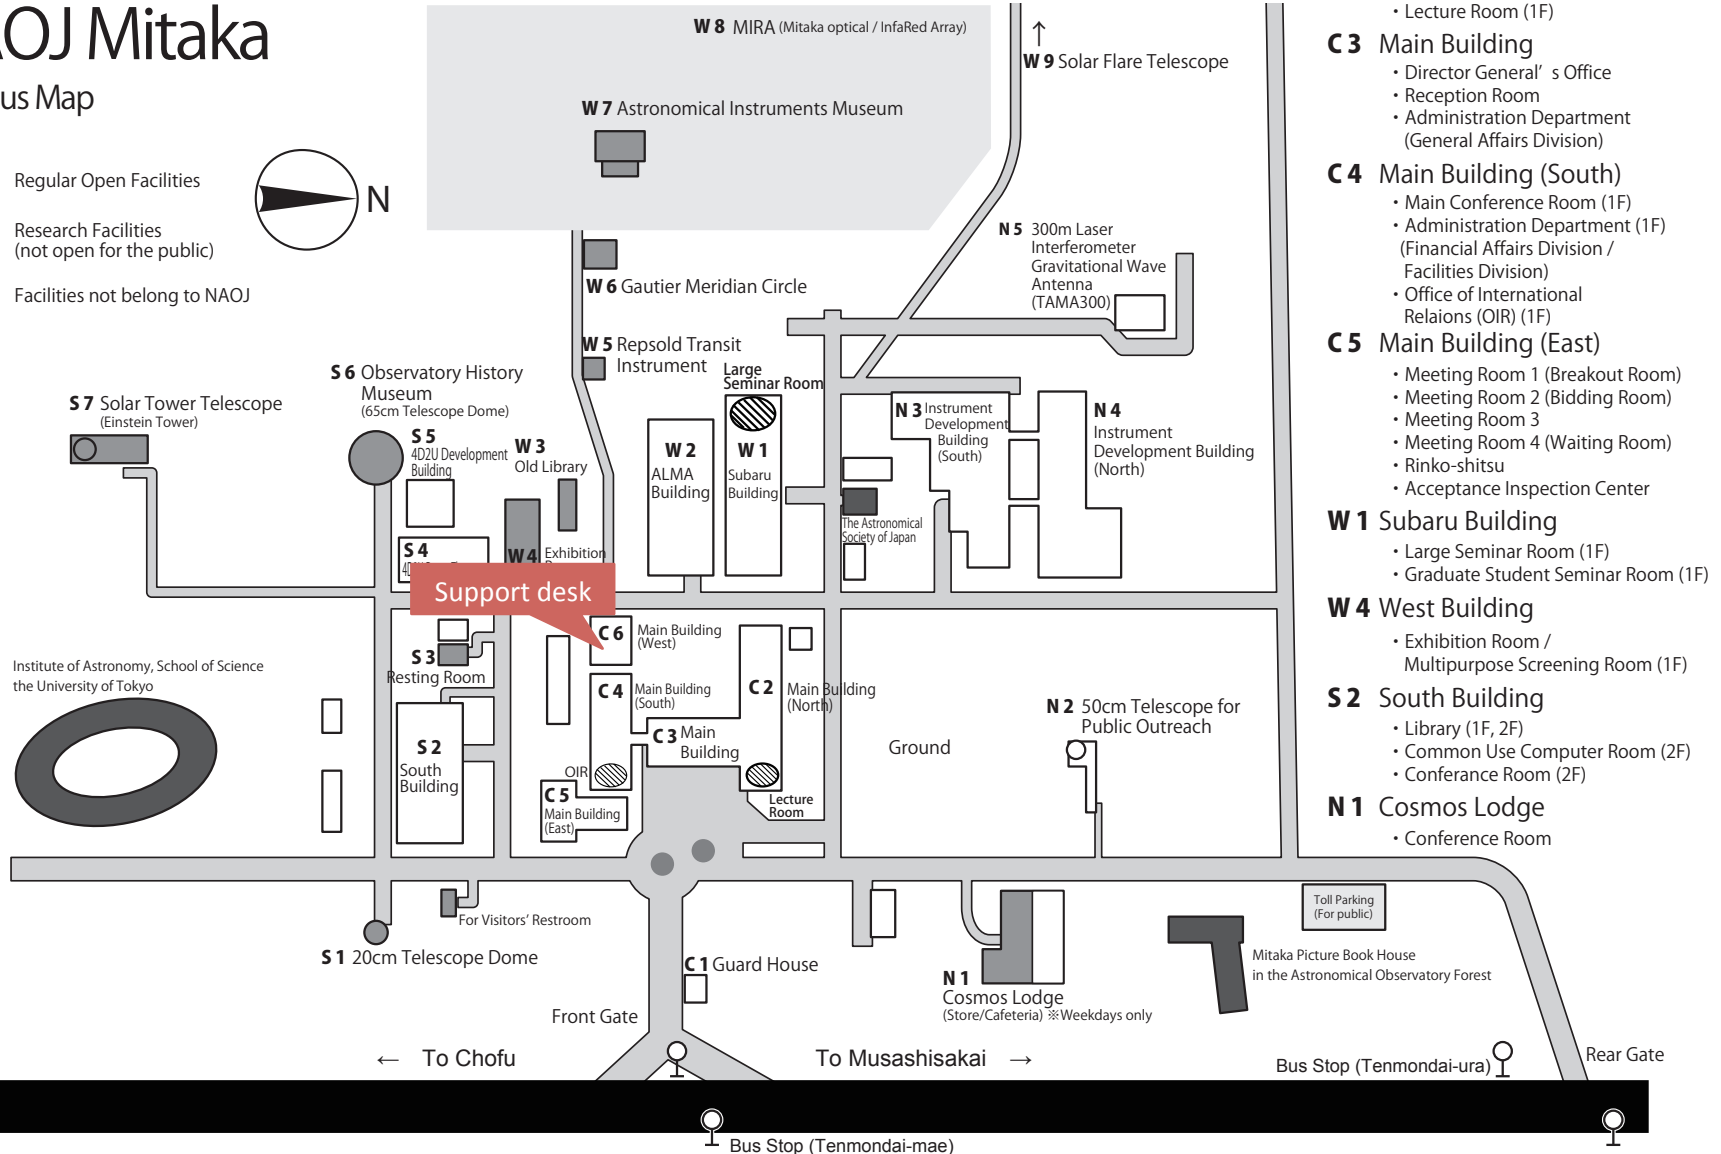 AOJ Mitaka
us Map
N
Regular Open Facilities
Research Facilities
(not open for the public)
Facilities not belong to NAOJ
W 8 MIRA (Mitaka optical / InfaRed Array)
↑
W 9 Solar Flare Telescope
W 7 Astronomical Instruments Museum
W 6 Gautier Meridian Circle
N 5 300m Laser
Interferometer
Gravitational Wave
Antenna
(TAMA300)
W 5 Repsold Transit
Instrument
Large
Seminar Room
S 6 Observatory History
Museum
(65cm Telescope Dome)
S 7 Solar Tower Telescope
(Einstein Tower)
S 5
4D2U Development
Building
W 3
Old Library
W 2
ALMA
Building
W 1
Subaru
Building
N 3 Instrument
Development
Building
(South)
N 4
Instrument
Development Building
(North)
The Astronomical
Society of Japan
S 4
W 4 Exhibition
Support desk
C 6 Main Building
(West)
S 3
Resting Room
Institute of Astronomy, School of Science
the University of Tokyo
C 4 Main Building
(South)
C 2 Main Building
(North)
C 3 Main
Building
S 2
South
Building
OIR
C 5
Main Building
(East)
Lecture
Room
Ground
N 2 50cm Telescope for
Public Outreach
For Visitors' Restroom
S 1 20cm Telescope Dome
C 1 Guard House
Front Gate
N 1
Cosmos Lodge
(Store/Cafeteria) ※Weekdays only
Toll Parking
(For public)
Mitaka Picture Book House
in the Astronomical Observatory Forest
← To Chofu
To Musashisakai →
Bus Stop (Tenmondai-ura)
Rear Gate
Bus Stop (Tenmondai-mae)
・Lecture Room (1F)
C 3 Main Building
・Director General' s Office
・Reception Room
・Administration Department
(General Affairs Division)
C 4 Main Building (South)
・Main Conference Room (1F)
・Administration Department (1F)
(Financial Affairs Division /
Facilities Division)
・Office of International
Relaions (OIR) (1F)
C 5 Main Building (East)
・Meeting Room 1 (Breakout Room)
・Meeting Room 2 (Bidding Room)
・Meeting Room 3
・Meeting Room 4 (Waiting Room)
・Rinko-shitsu
・Acceptance Inspection Center
W 1 Subaru Building
・Large Seminar Room (1F)
・Graduate Student Seminar Room (1F)
W 4 West Building
・Exhibition Room /
Multipurpose Screening Room (1F)
S 2 South Building
・Library (1F, 2F)
・Common Use Computer Room (2F)
・Conferance Room (2F)
N 1 Cosmos Lodge
・Conference Room